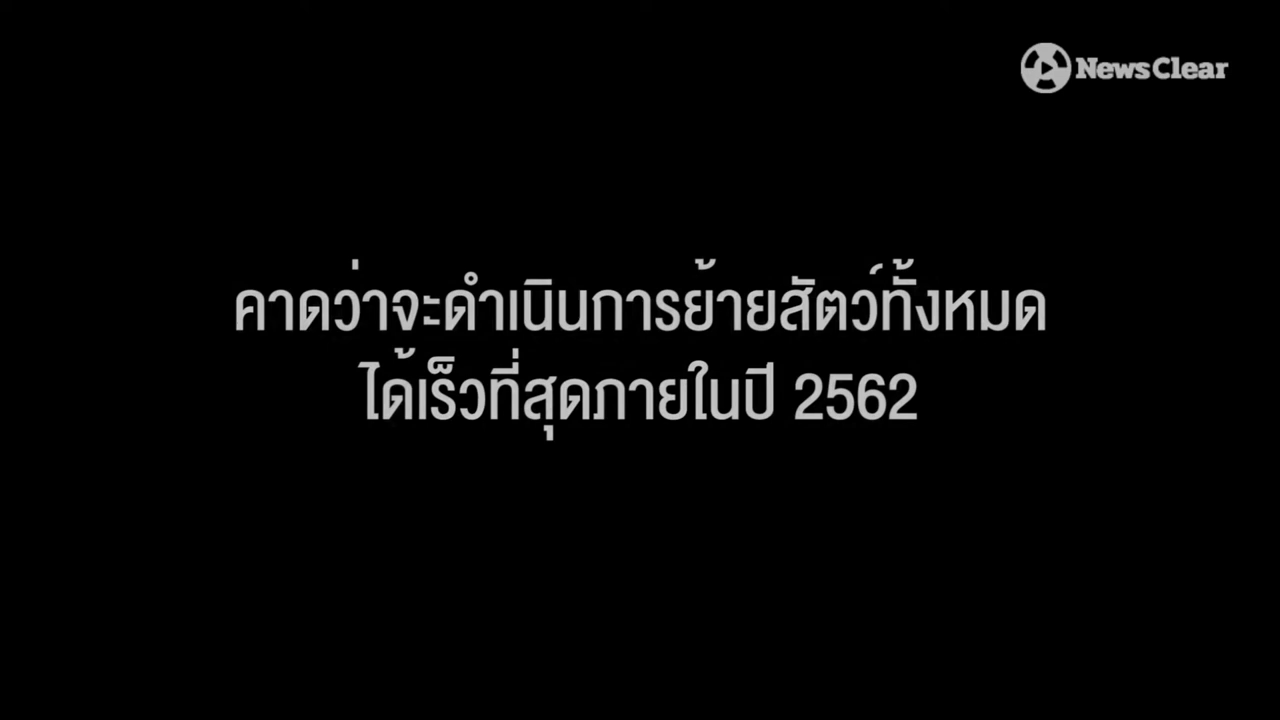 News Clear
คาดว่าจะดำเนินการย้ายสัตว์ทั้งหมด
ได้เร็วที่สุดภายในปี 2562